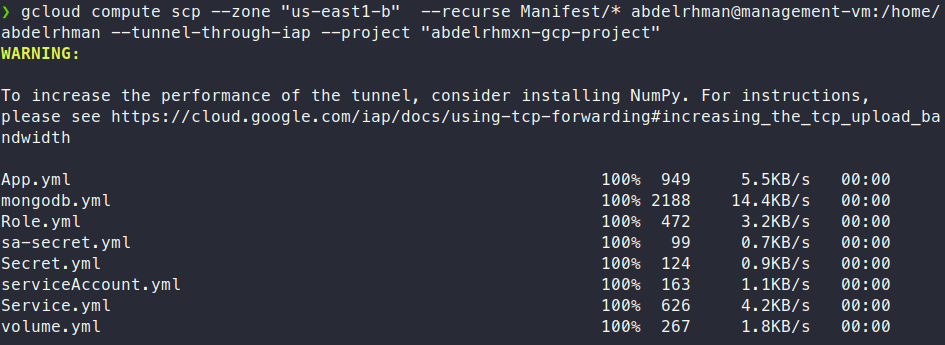 ❯ gcloud compute scp --zone "us-east1-b"  --recurse Manifest/* abdelrhman@management-vm:/home/
abdelrhman --tunnel-through-iap --project "abdelrhmxn-gcp-project"
WARNING:
To increase the performance of the tunnel, consider installing NumPy. For instructions,
please see https://cloud.google.com/iap/docs/using-tcp-forwarding#increasing_the_tcp_upload_ba
ndwidth
App.yml 100% 949 5.5KB/s 00:00
mongodb.yml 100% 2188 14.4KB/s 00:00
Role.yml 100% 472 3.2KB/s 00:00
sa-secret.yml 100% 99 0.7KB/s 00:00
Secret.yml 100% 124 0.9KB/s 00:00
serviceAccount.yml 100% 163 1.1KB/s 00:00
Service.yml 100% 626 4.2KB/s 00:00
volume.yml 100% 267 1.8KB/s 00:00